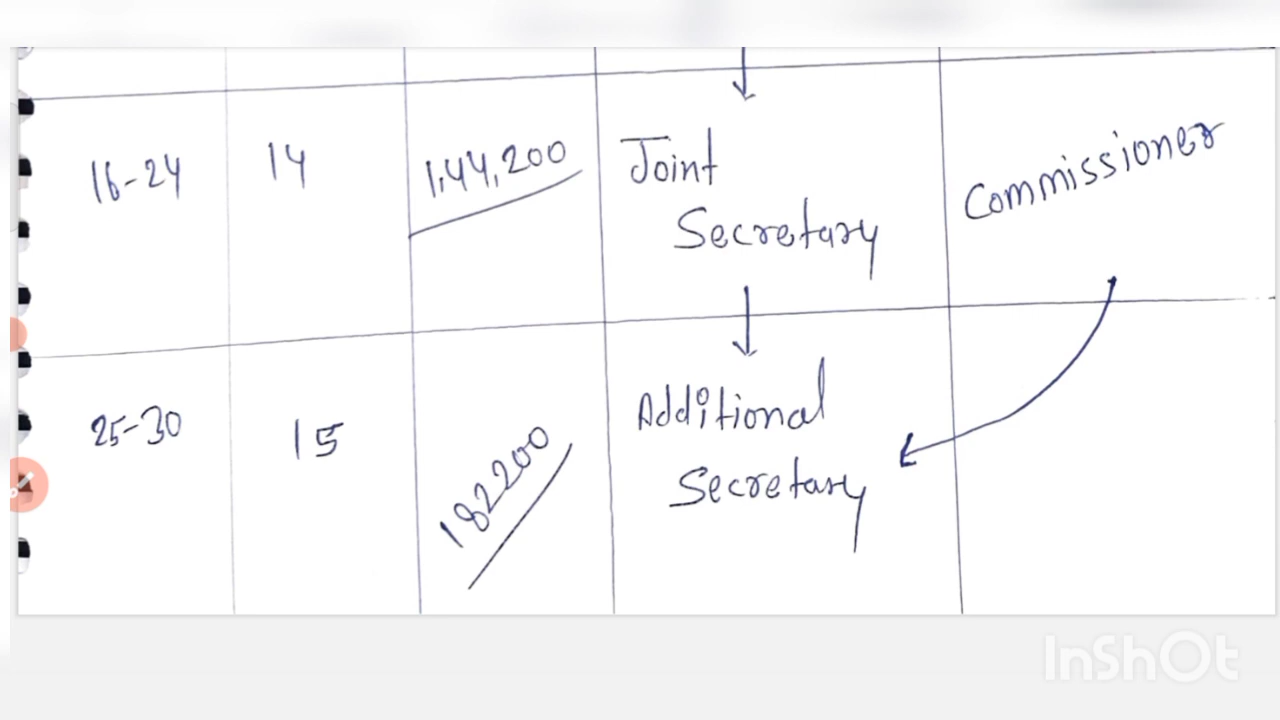 16-24 14 1,44,200 Joint Secretary Commissioner
25-30 15 182200 Additional Secretary
InShOt